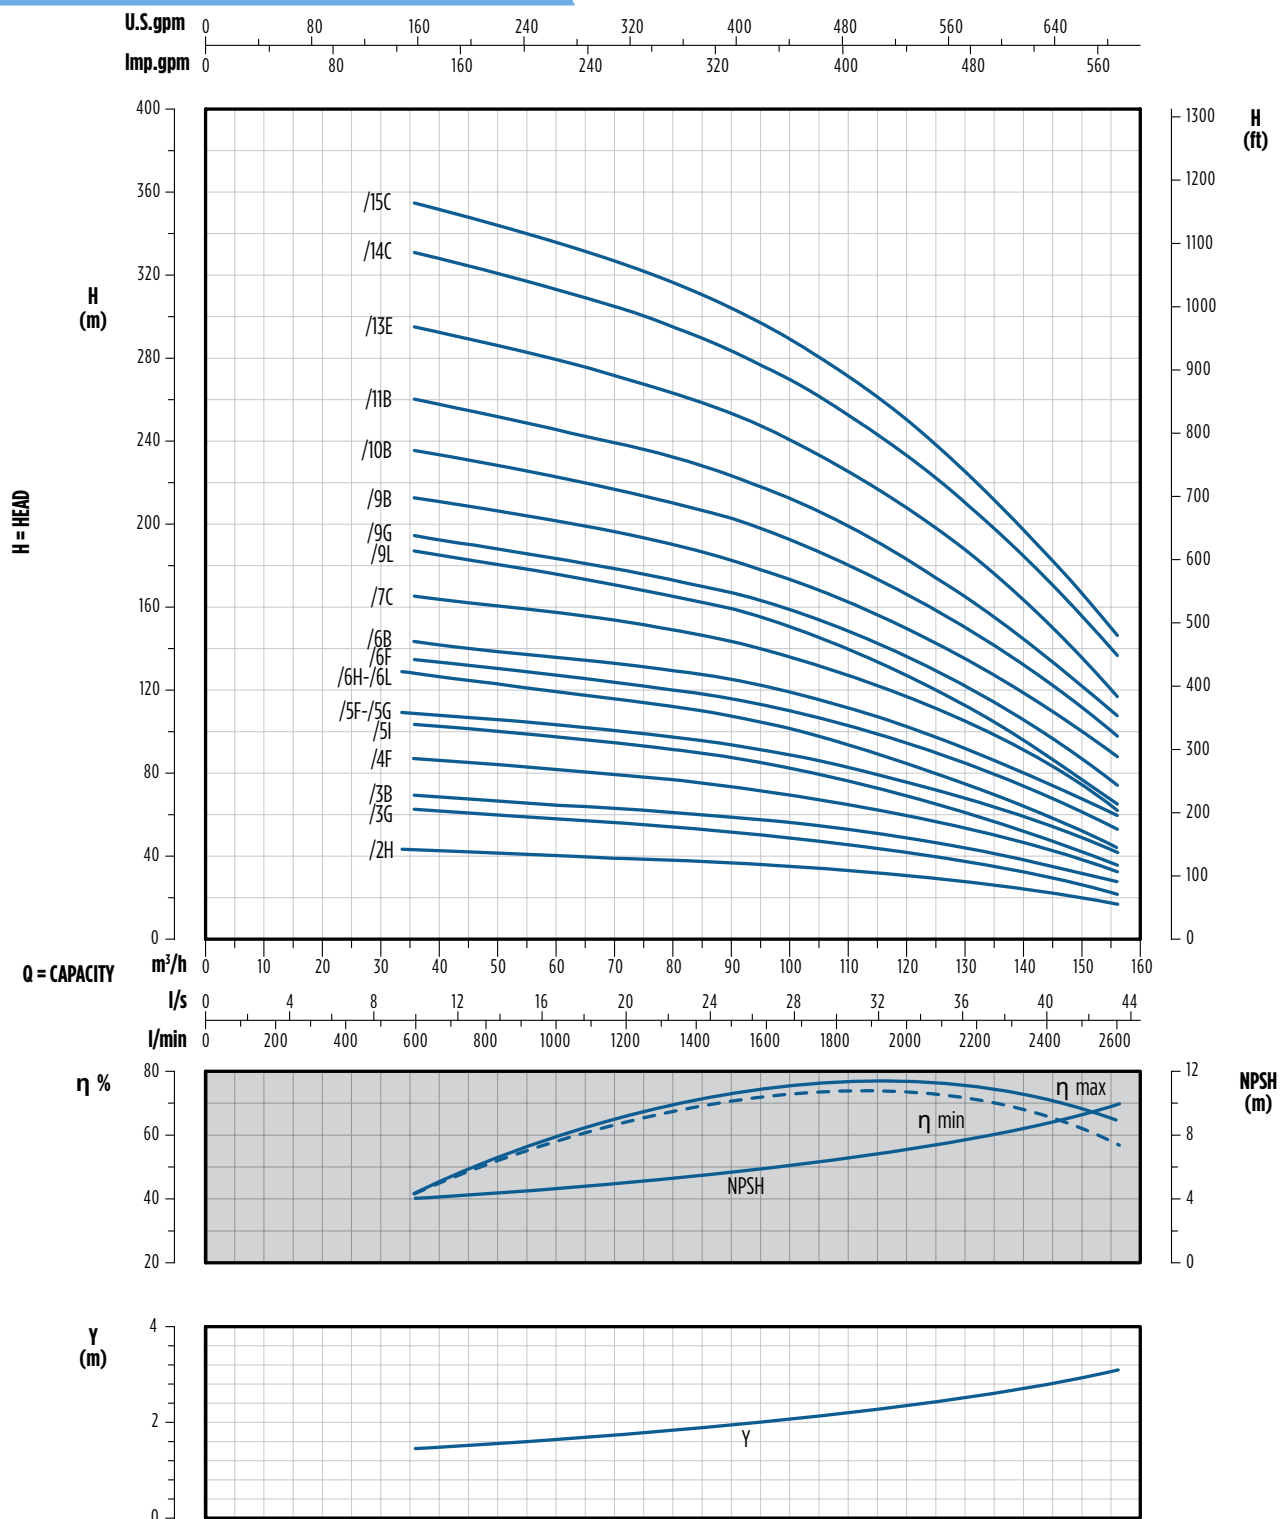 U.S.gpm 0 80 160 240 320 400 480 560 640
Imp.gpm 0 80 160 240 320 400 480 560
400 360 320 280 240 200 160 120 80 40 0
H
(m)
H = HEAD
1300 1200 1100 1000 900 800 700 600 500 400 300 200 100 0
H
(ft)
/15C
/14C
/13E
/11B
/10B
/9B
/9G
/9L
/7C
/6B
/6F
/6H-/6L
/5F-/5G
/5I
/4F
/3B
/3G
/2H
Q = CAPACITY
m³/h 0 10 20 30 40 50 60 70 80 90 100 110 120 130 140 150 160
l/s 0 4 8 12 16 20 24 28 32 36 40 44
l/min 0 200 400 600 800 1000 1200 1400 1600 1800 2000 2200 2400 2600
η %
80 60 40 20
η max
η min
NPSH
12 8 4 0
NPSH
(m)
Y
(m)
4 2 0
Y